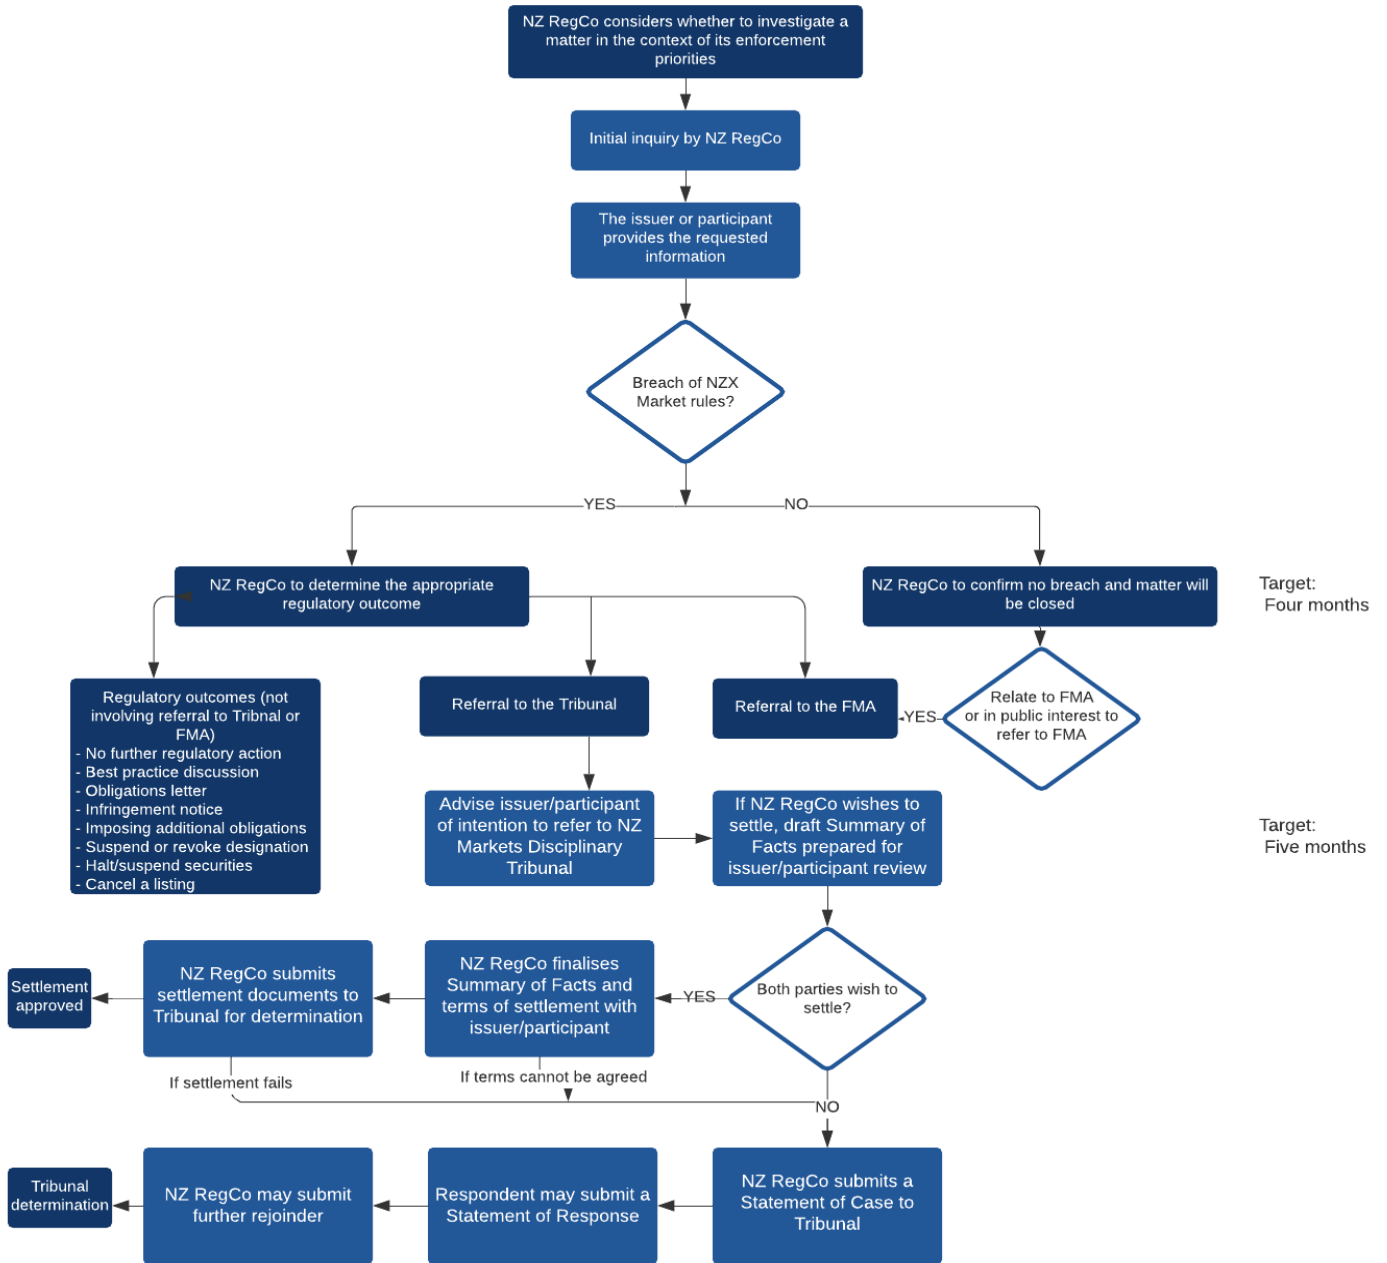 NZ RegCo considers whether to investigate a
matter in the context of its enforcement
priorities
Initial inquiry by NZ RegCo
The issuer or participant
provides the requested
information
Breach of NZX
Market rules?
YES
NO
NZ RegCo to determine the appropriate
regulatory outcome
NZ RegCo to confirm no breach and matter will
be closed
Target:
Four months
Regulatory outcomes (not
involving referral to Tribnal or
FMA)
- No further regulatory action
- Best practice discussion
- Obligations letter
- Infringement notice
- Imposing additional obligations
- Suspend or revoke designation
- Halt/suspend securities
- Cancel a listing
Referral to the Tribunal
Referral to the FMA
YES
Relate to FMA
or in public interest to
refer to FMA
Advise issuer/participant
of intention to refer to NZ
Markets Disciplinary
Tribunal
If NZ RegCo wishes to
settle, draft Summary of
Facts prepared for
issuer/participant review
Target:
Five months
Settlement
approved
NZ RegCo submits
settlement documents to
Tribunal for determination
NZ RegCo finalises
Summary of Facts and
terms of settlement with
issuer/participant
YES
Both parties wish to
settle?
If settlement fails
If terms cannot be agreed
NO
Tribunal
determination
NZ RegCo may submit
further rejoinder
Respondent may submit a
Statement of Response
NZ RegCo submits a
Statement of Case to
Tribunal